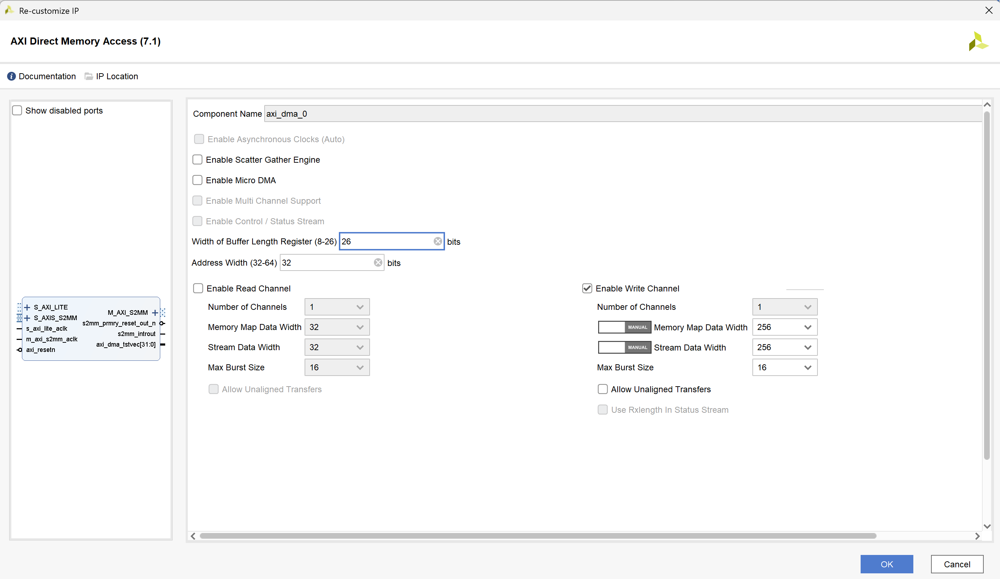 Re-customize IP
AXI Direct Memory Access (7.1)
Documentation IP Location
Show disabled ports
S_AXI_LITE
S_AXIS_S2MM
s_axi_lite_aclk
m_axi_s2mm_aclk
axi_resetn
M_AXI_S2MM
s2mm_prmry_reset_out_n
s2mm_introut
axi_dma_tstvec[31:0]
Component Name axi_dma_0
Enable Asynchronous Clocks (Auto)
Enable Scatter Gather Engine
Enable Micro DMA
Enable Multi Channel Support
Enable Control / Status Stream
Width of Buffer Length Register (8-26) 26 bits
Address Width (32-64) 32 bits
Enable Read Channel
Number of Channels 1
Memory Map Data Width 32
Stream Data Width 32
Max Burst Size 16
Allow Unaligned Transfers
Enable Write Channel
Number of Channels 1
MANUAL Memory Map Data Width 256
MANUAL Stream Data Width 256
Max Burst Size 16
Allow Unaligned Transfers
Use Rxlength In Status Stream
OK Cancel